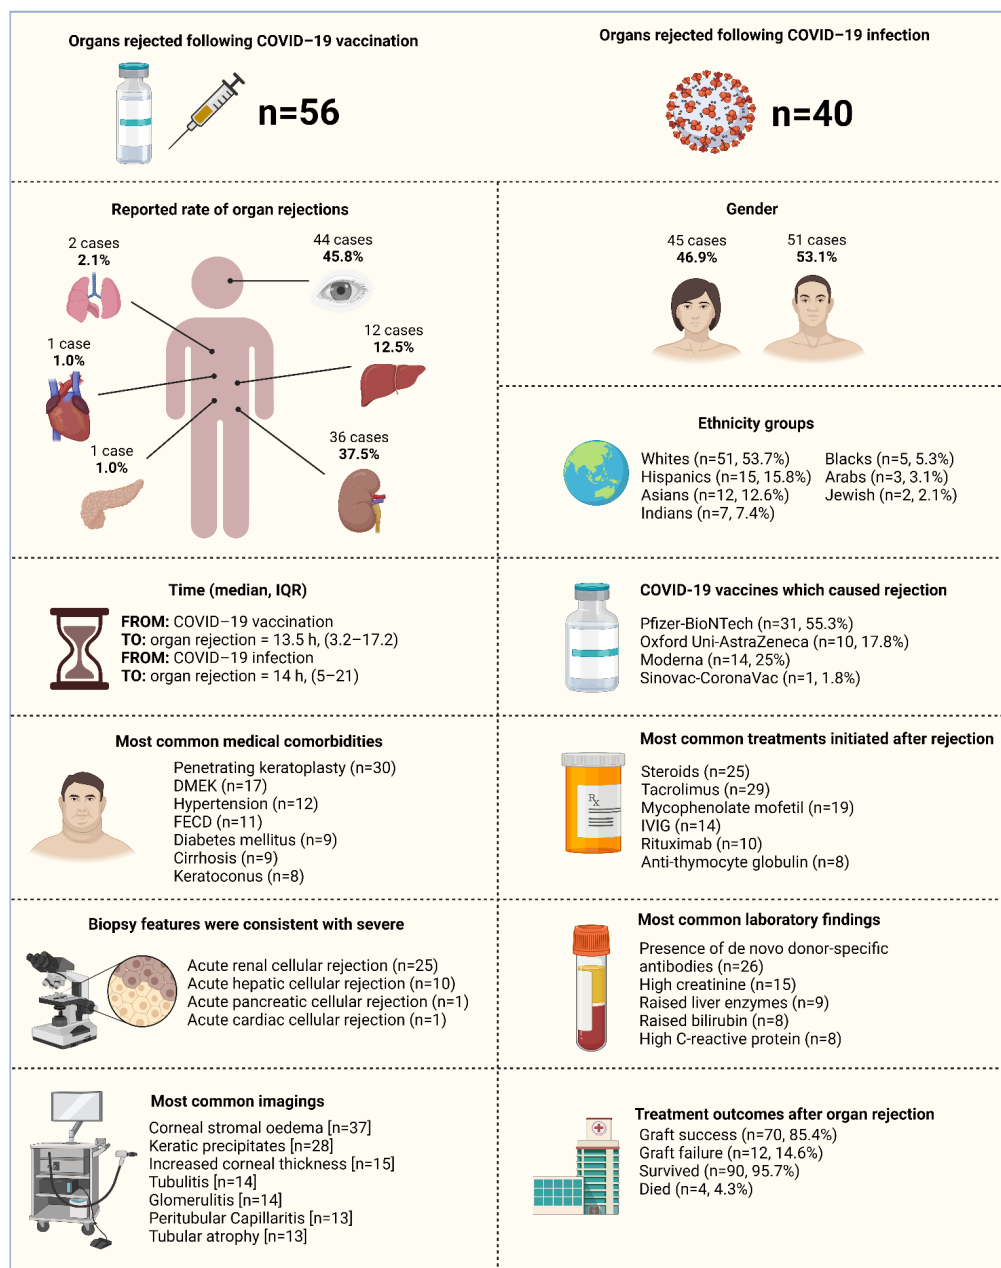 Organs rejected following COVID–19 vaccination
n=56
Organs rejected following COVID–19 infection
n=40
Reported rate of organ rejections
2 cases
2.1%
44 cases
45.8%
1 case
1.0%
12 cases
12.5%
1 case
1.0%
36 cases
37.5%
Gender
45 cases
46.9%
51 cases
53.1%
Ethnicity groups
Whites (n=51, 53.7%)
Hispanics (n=15, 15.8%)
Asians (n=12, 12.6%)
Indians (n=7, 7.4%)
Blacks (n=5, 5.3%)
Arabs (n=3, 3.1%)
Jewish (n=2, 2.1%)
Time (median, IQR)
FROM: COVID–19 vaccination
TO: organ rejection = 13.5 h, (3.2–17.2)
FROM: COVID–19 infection
TO: organ rejection = 14 h, (5–21)
COVID-19 vaccines which caused rejection
Pfizer-BioNTech (n=31, 55.3%)
Oxford Uni-AstraZeneca (n=10, 17.8%)
Moderna (n=14, 25%)
Sinovac-CoronaVac (n=1, 1.8%)
Most common medical comorbidities
Penetrating keratoplasty (n=30)
DMEK (n=17)
Hypertension (n=12)
FECD (n=11)
Diabetes mellitus (n=9)
Cirrhosis (n=9)
Keratoconus (n=8)
Most common treatments initiated after rejection
Rx
Steroids (n=25)
Tacrolimus (n=29)
Mycophenolate mofetil (n=19)
IVIG (n=14)
Rituximab (n=10)
Anti-thymocyte globulin (n=8)
Biopsy features were consistent with severe
Acute renal cellular rejection (n=25)
Acute hepatic cellular rejection (n=10)
Acute pancreatic cellular rejection (n=1)
Acute cardiac cellular rejection (n=1)
Most common laboratory findings
Presence of de novo donor-specific
antibodies (n=26)
High creatinine (n=15)
Raised liver enzymes (n=9)
Raised bilirubin (n=8)
High C-reactive protein (n=8)
Most common imagings
Corneal stromal oedema [n=37]
Keratic precipitates [n=28]
Increased corneal thickness [n=15]
Tubulitis [n=14]
Glomerulitis [n=14]
Peritubular Capillaritis [n=13]
Tubular atrophy [n=13]
Treatment outcomes after organ rejection
Graft success (n=70, 85.4%)
Graft failure (n=12, 14.6%)
Survived (n=90, 95.7%)
Died (n=4, 4.3%)